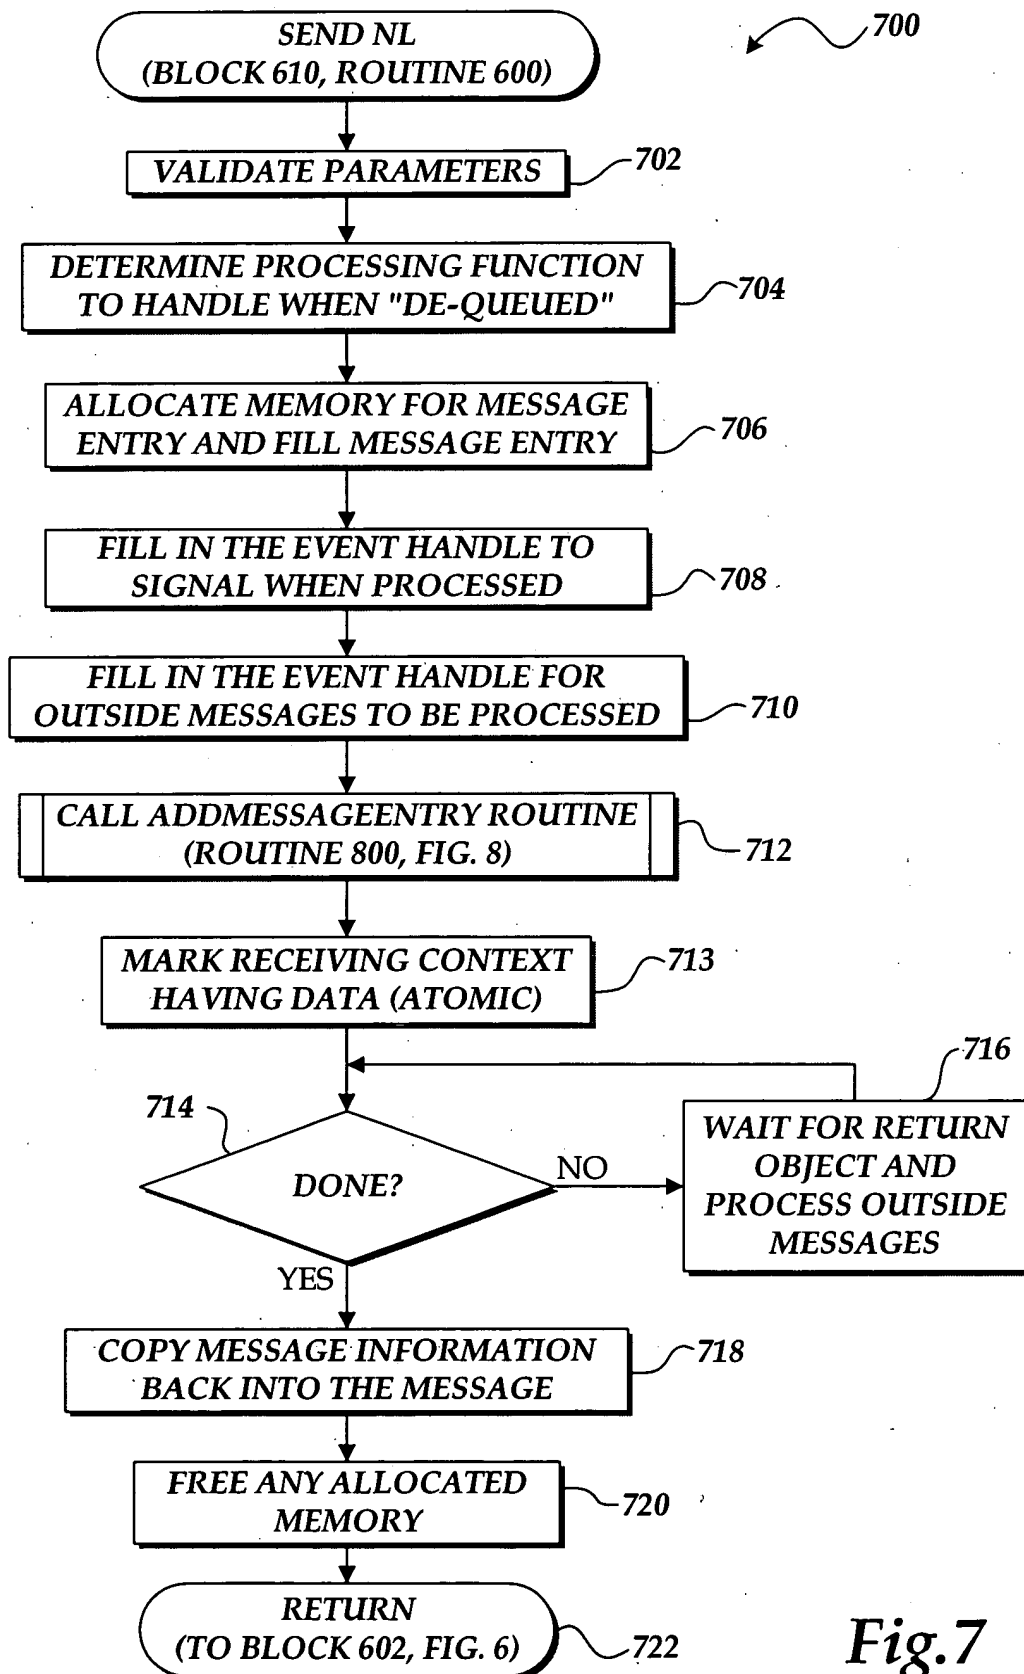 SEND NL
(BLOCK 610, ROUTINE 600)
700
VALIDATE PARAMETERS
702
DETERMINE PROCESSING FUNCTION
TO HANDLE WHEN "DE-QUEUED"
704
ALLOCATE MEMORY FOR MESSAGE
ENTRY AND FILL MESSAGE ENTRY
706
FILL IN THE EVENT HANDLE TO
SIGNAL WHEN PROCESSED
708
FILL IN THE EVENT HANDLE FOR
OUTSIDE MESSAGES TO BE PROCESSED
710
CALL ADDMESSAGEENTRY ROUTINE
(ROUTINE 800, FIG. 8)
712
MARK RECEIVING CONTEXT
HAVING DATA (ATOMIC)
713
714
DONE?
NO
716
WAIT FOR RETURN
OBJECT AND
PROCESS OUTSIDE
MESSAGES
YES
COPY MESSAGE INFORMATION
BACK INTO THE MESSAGE
718
FREE ANY ALLOCATED
MEMORY
720
RETURN
(TO BLOCK 602, FIG. 6)
722
Fig.7